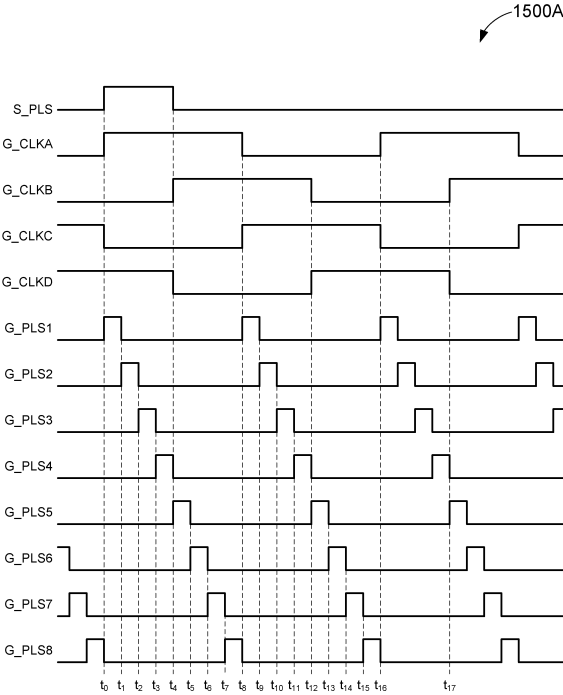 1500A
S_PLS
G_CLKA
G_CLKB
G_CLKC
G_CLKD
G_PLS1
G_PLS2
G_PLS3
G_PLS4
G_PLS5
G_PLS6
G_PLS7
G_PLS8
t0 t1 t2 t3 t4 t5 t6 t7 t8 t9 t10 t11 t12 t13 t14 t15 t16 t17